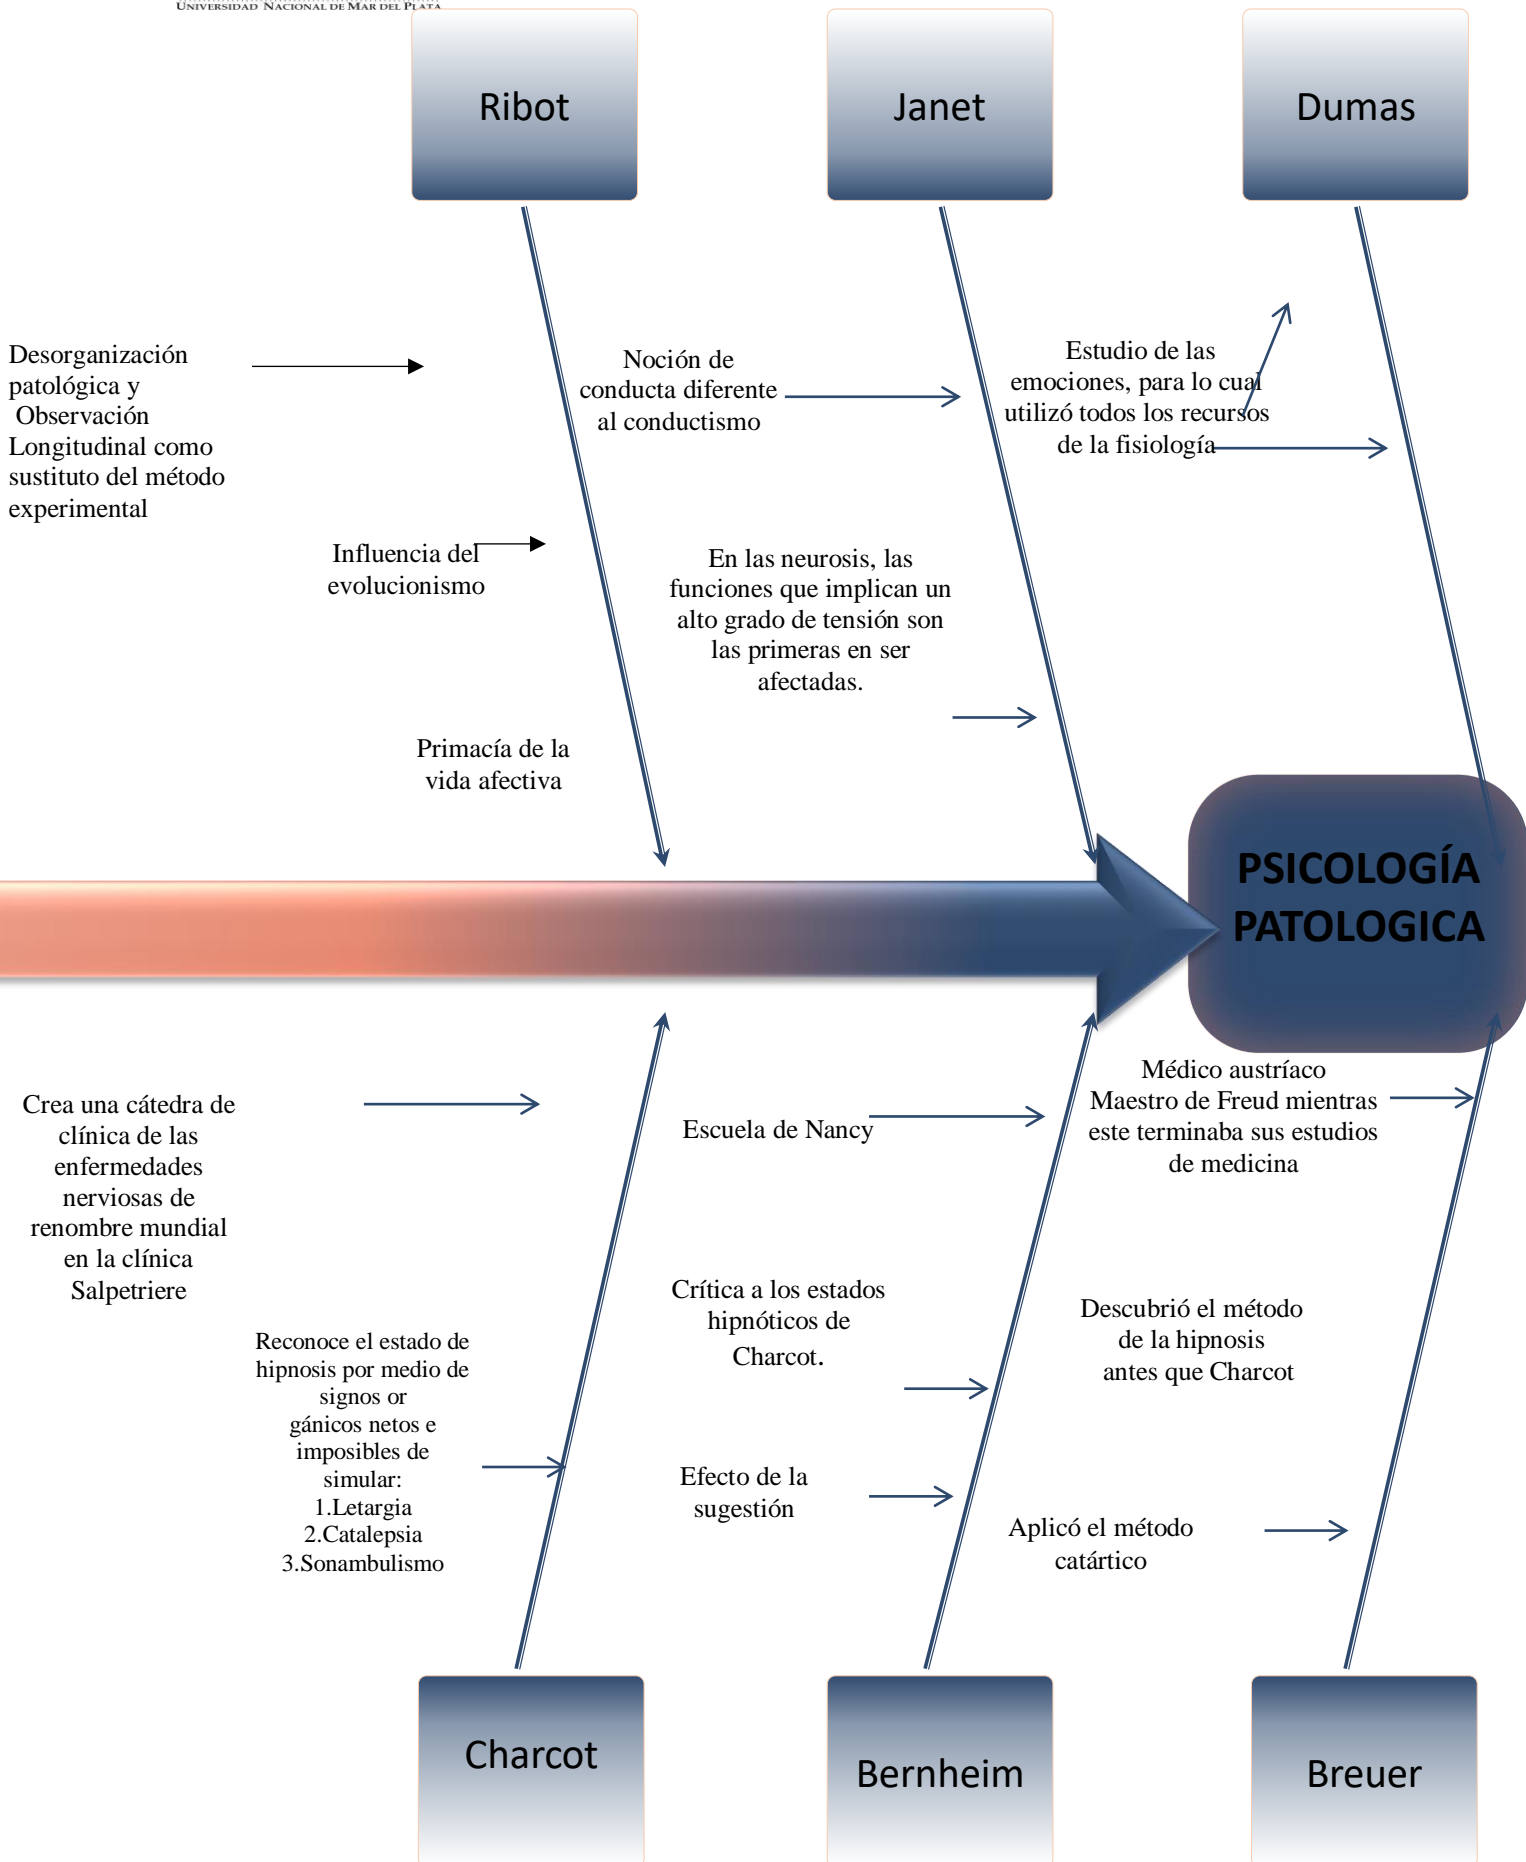 UNIVERSIDAD NACIONAL DE MAR DEL PLATA
Ribot
Janet
Dumas
Desorganización
patológica y
Observación
Longitudinal como
sustituto del método
experimental
Influencia del
evolucionismo
Primacía de la
vida afectiva
Noción de
conducta diferente
al conductismo
En las neurosis, las
funciones que implican un
alto grado de tensión son
las primeras en ser
afectadas.
Estudio de las
emociones, para lo cual
utilizó todos los recursos
de la fisiología
PSICOLOGÍA
PATOLOGICA
Crea una cátedra de
clínica de las
enfermedades
nerviosas de
renombre mundial
en la clínica
Salpetriere
Reconoce el estado de
hipnosis por medio de
signos or
gánicos netos e
imposibles de
simular:
1.Letargia
2.Catalepsia
3.Sonambulismo
Escuela de Nancy
Crítica a los estados
hipnóticos de
Charcot.
Efecto de la
sugestión
Médico austríaco
Maestro de Freud mientras
este terminaba sus estudios
de medicina
Descubrió el método
de la hipnosis
antes que Charcot
Aplicó el método
catártico
Charcot
Bernheim
Breuer